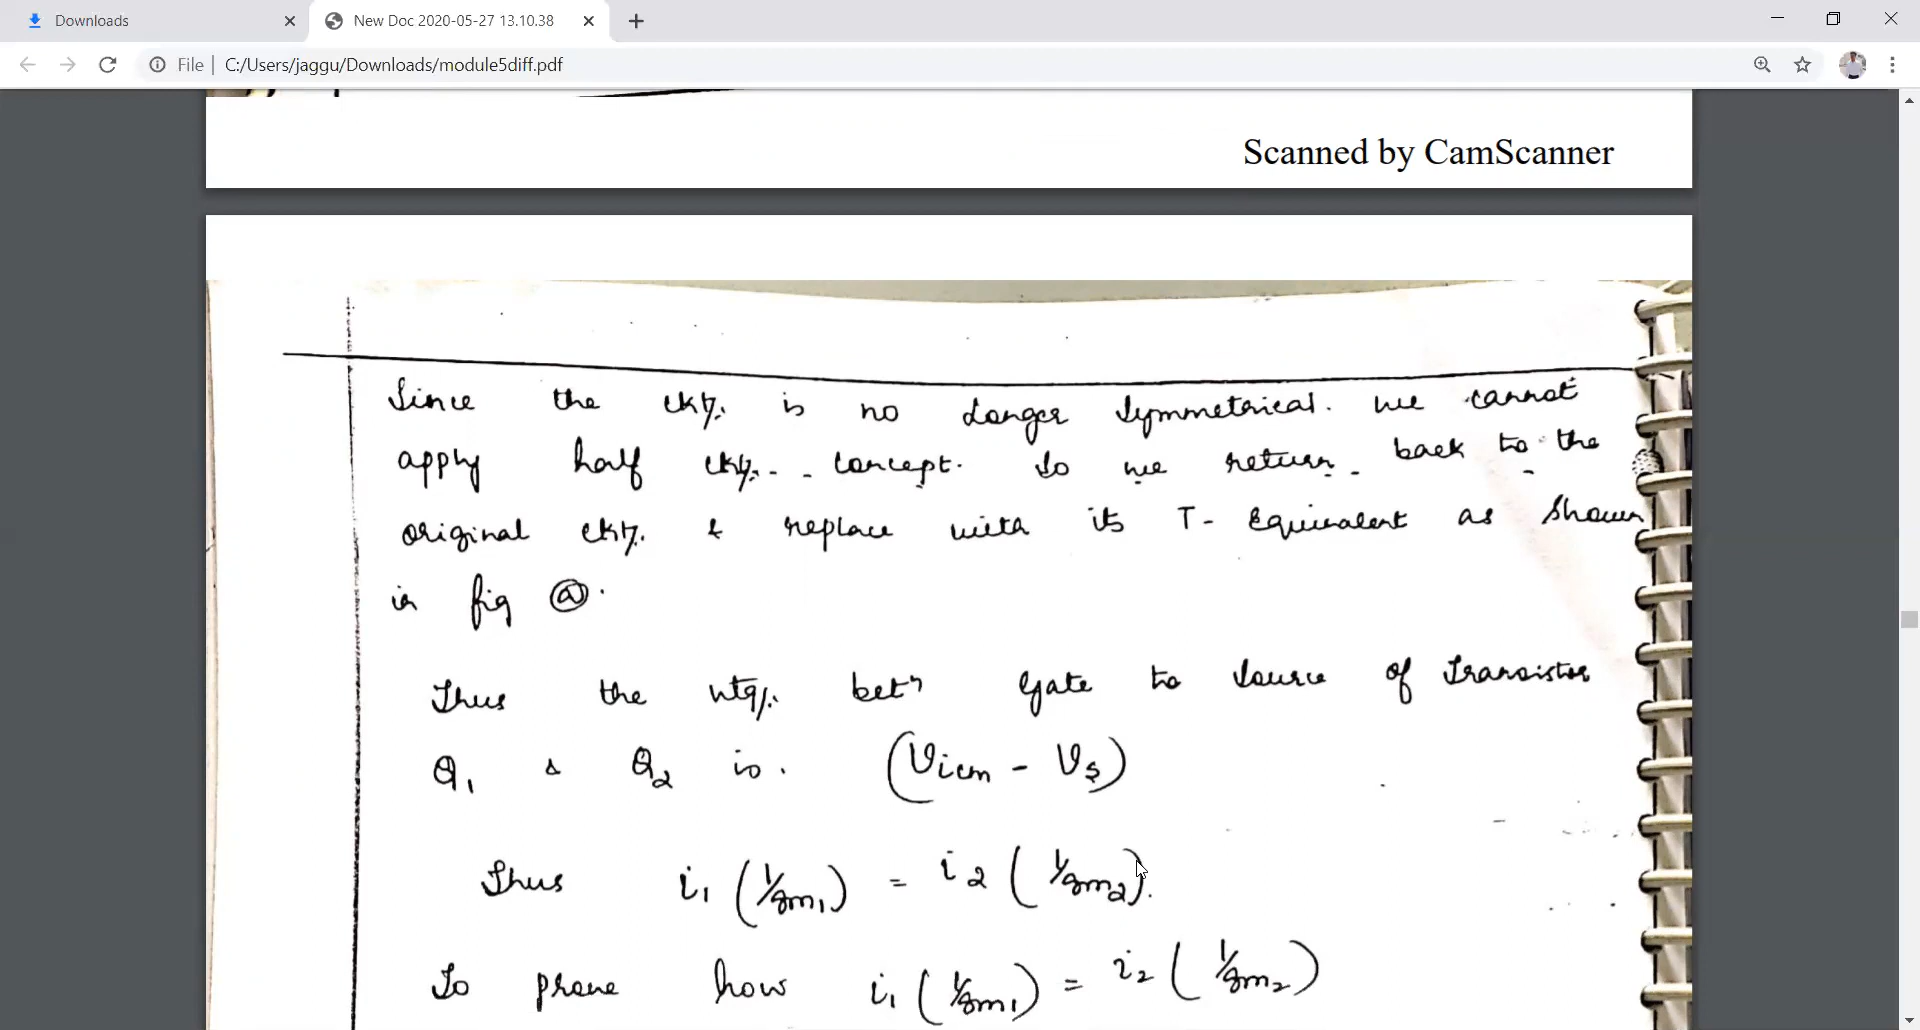 Downloads
New Doc 2020-05-27 13.10.38
File | C:/Users/jaggu/Downloads/module5diff.pdf
Scanned by CamScanner
Since the ckt. is no longer symmetrical. we cannot
apply half ckt. concept. So we return back to the
original ckt. & replace with its T- Equivalent as shown
in fig ⓐ.
Thus the vtg. betn Gate to source of Transistor
Q1 & Q2 is. (Vicm - Vs)
Thus i1 (1/gm1) = i2 (1/gm2).
To prove how i1 (1/gm1) = i2 (1/gm2)